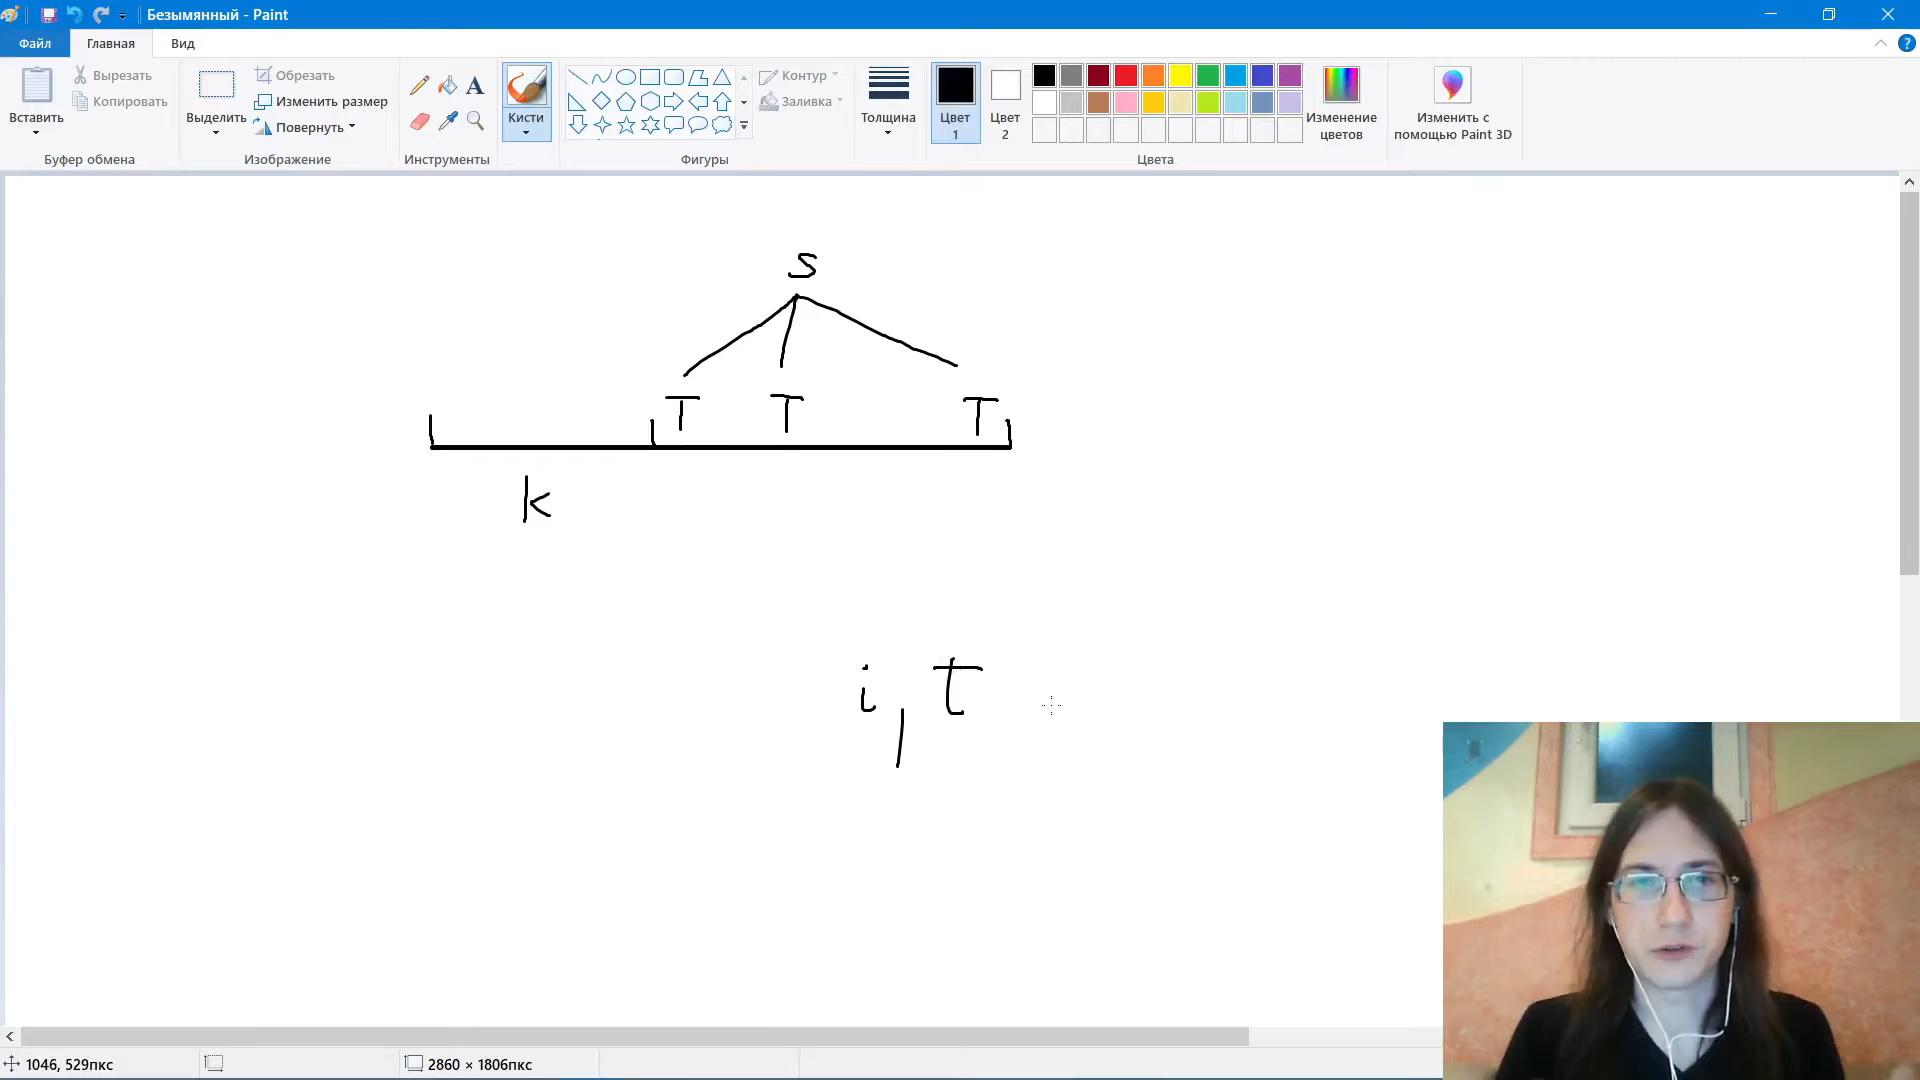 Безымянный - Paint
Файл Главная Вид
Вставить
Вырезать
Копировать
Буфер обмена
Выделить
Обрезать
Изменить размер
Повернуть
Изображение
A
Инструменты
Кисти
Контур
Заливка
Фигуры
Толщина
Цвет 1
Цвет 2
Изменение цветов
Цвета
Изменить с помощью Paint 3D
s
T T T
k
i, t
1046, 529пкс
2860 × 1806пкс